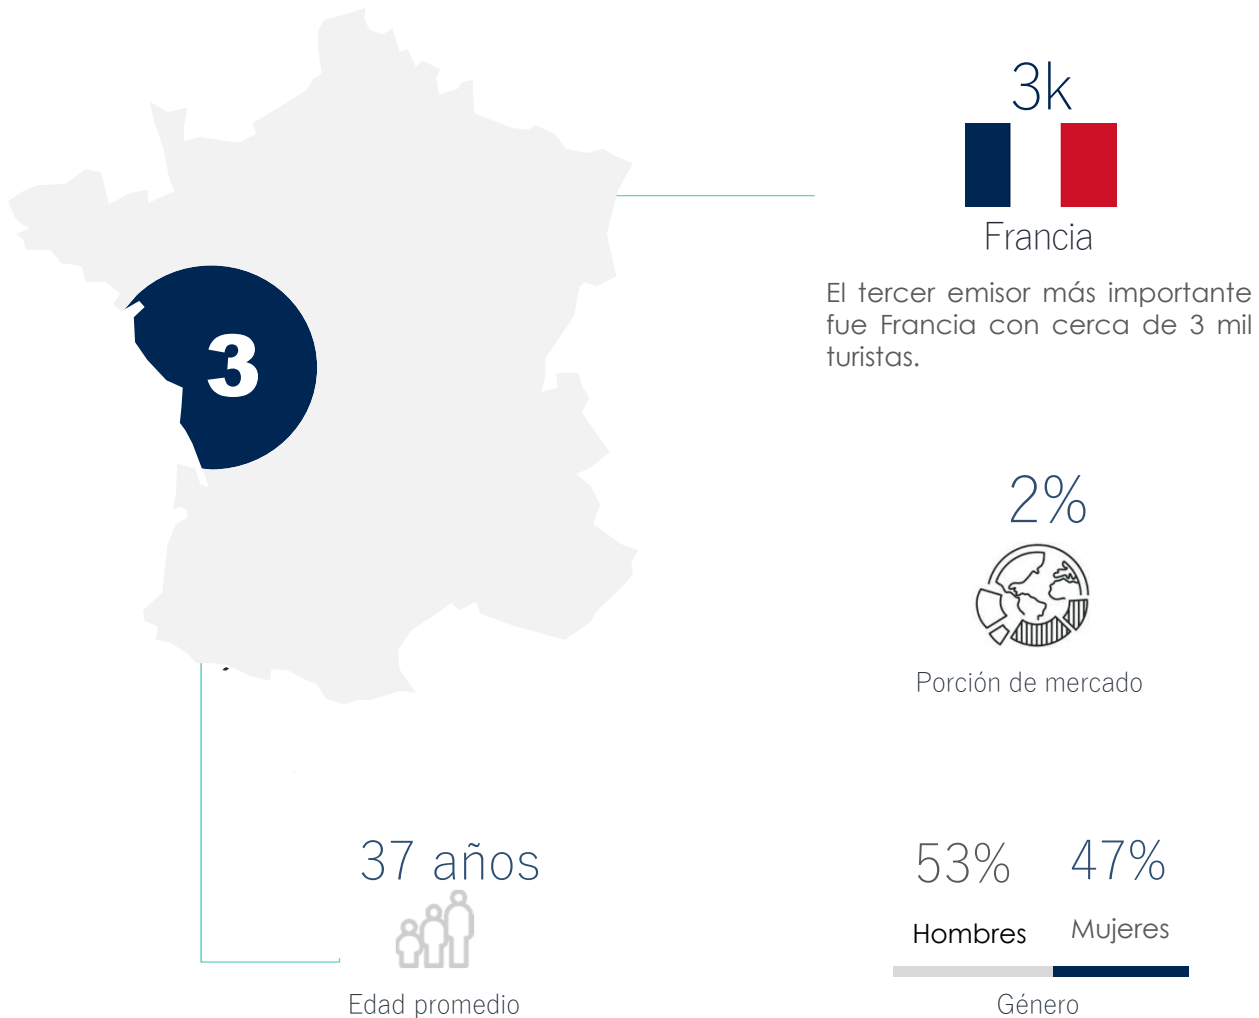 3k
Francia
El tercer emisor más importante
fue Francia con cerca de 3 mil
turistas.
3
2%
Porción de mercado
37 años
Edad promedio
53% 47%
Hombres Mujeres
Género